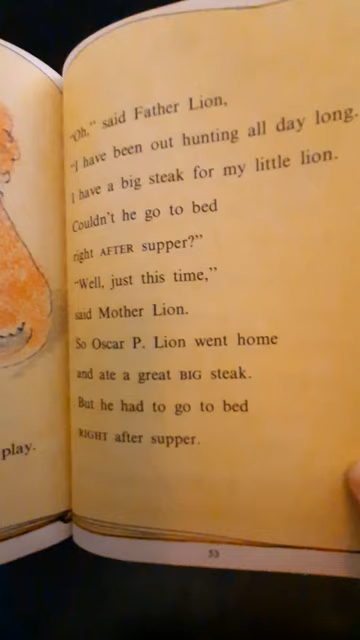 play.
"Oh," said Father Lion,
"I have been out hunting all day long.
I have a big steak for my little lion.
Couldn't he go to bed
right AFTER supper?"
"Well, just this time,"
said Mother Lion.
So Oscar P. Lion went home
and ate a great BIG steak.
But he had to go to bed
RIGHT after supper.
53